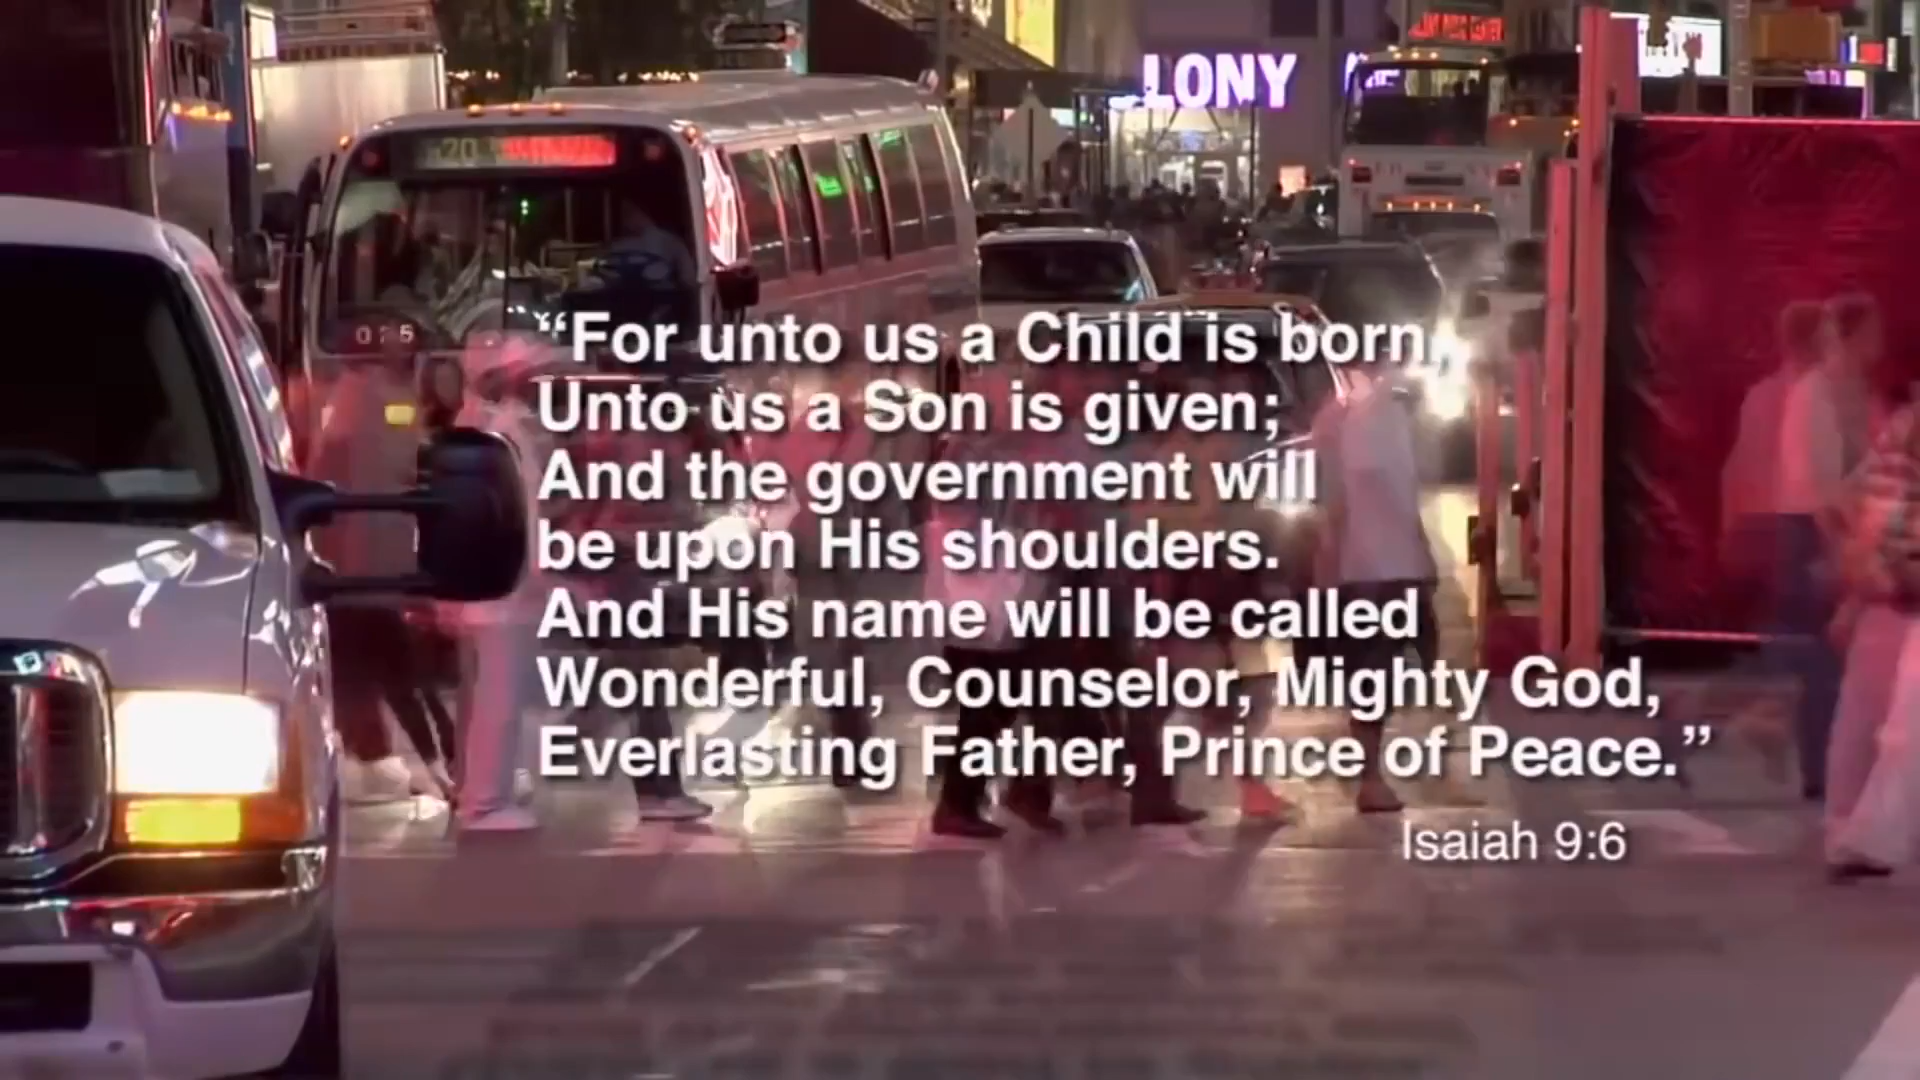 LONY
20
025
“For unto us a Child is born,
Unto us a Son is given;
And the government will
be upon His shoulders.
And His name will be called
Wonderful, Counselor, Mighty God,
Everlasting Father, Prince of Peace.”
Isaiah 9:6